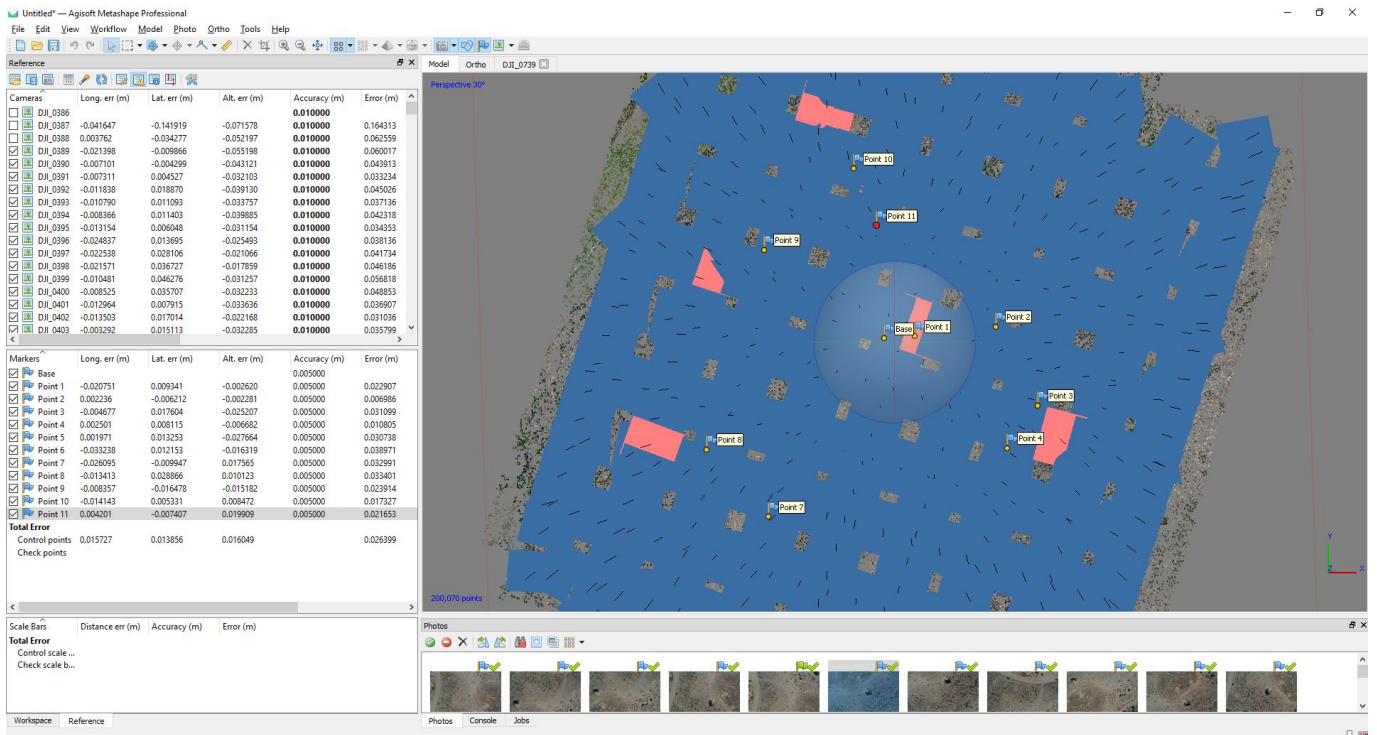 Untitled* — Agisoft Metashape Professional
File Edit View Workflow Model Photo Ortho Tools Help
Reference
Cameras Long. err (m) Lat. err (m) Alt. err (m) Accuracy (m) Error (m)
DJI_0386 0.010000
DJI_0387 -0.041647 -0.141919 -0.071578 0.010000 0.164313
DJI_0388 0.003762 -0.034277 -0.052197 0.010000 0.062559
DJI_0389 -0.021398 -0.009866 -0.055198 0.010000 0.060017
DJI_0390 -0.007101 -0.004299 -0.043121 0.010000 0.043913
DJI_0391 -0.007311 0.004527 -0.032103 0.010000 0.033234
DJI_0392 -0.011838 0.018870 -0.039130 0.010000 0.045026
DJI_0393 -0.010790 0.011093 -0.033757 0.010000 0.037136
DJI_0394 -0.008366 0.011403 -0.039885 0.010000 0.042318
DJI_0395 -0.013154 0.006048 -0.031154 0.010000 0.034353
DJI_0396 -0.024837 0.013695 -0.025493 0.010000 0.038136
DJI_0397 -0.022538 0.028106 -0.021066 0.010000 0.041734
DJI_0398 -0.021571 0.036727 -0.017859 0.010000 0.046186
DJI_0399 -0.010481 0.046276 -0.031257 0.010000 0.056818
DJI_0400 -0.008525 0.035707 -0.032233 0.010000 0.048853
DJI_0401 -0.012964 0.007915 -0.033636 0.010000 0.036907
DJI_0402 -0.013503 0.017014 -0.022168 0.010000 0.031036
DJI_0403 -0.003292 0.015113 -0.032285 0.010000 0.035799
Markers Long. err (m) Lat. err (m) Alt. err (m) Accuracy (m) Error (m)
Base 0.005000
Point 1 -0.020751 0.009341 -0.002620 0.005000 0.022907
Point 2 0.002236 -0.006212 -0.002281 0.005000 0.006986
Point 3 -0.004677 0.017604 -0.025207 0.005000 0.031099
Point 4 0.002501 0.008115 -0.006682 0.005000 0.010805
Point 5 0.001971 0.013253 -0.027664 0.005000 0.030738
Point 6 -0.033238 0.012153 -0.016319 0.005000 0.038971
Point 7 -0.026095 -0.009947 0.017565 0.005000 0.032991
Point 8 -0.013413 0.028866 0.010123 0.005000 0.033401
Point 9 -0.008357 -0.016478 -0.015182 0.005000 0.023914
Point 10 -0.014143 0.005331 0.008472 0.005000 0.017327
Point 11 0.004201 -0.007407 0.019909 0.005000 0.021653
Total Error
Control points 0.015727 0.013856 0.016049 0.026399
Check points
Scale Bars Distance err (m) Accuracy (m) Error (m)
Total Error
Control scale ...
Check scale b...
Workspace Reference
Model Ortho DJI_0739
Perspective 30°
Point 10
Point 11
Point 9
Point 2
Base Point 1
Point 3
Point 4
Point 8
Point 7
Y
Z X
200,070 points
Photos
Photos Console Jobs